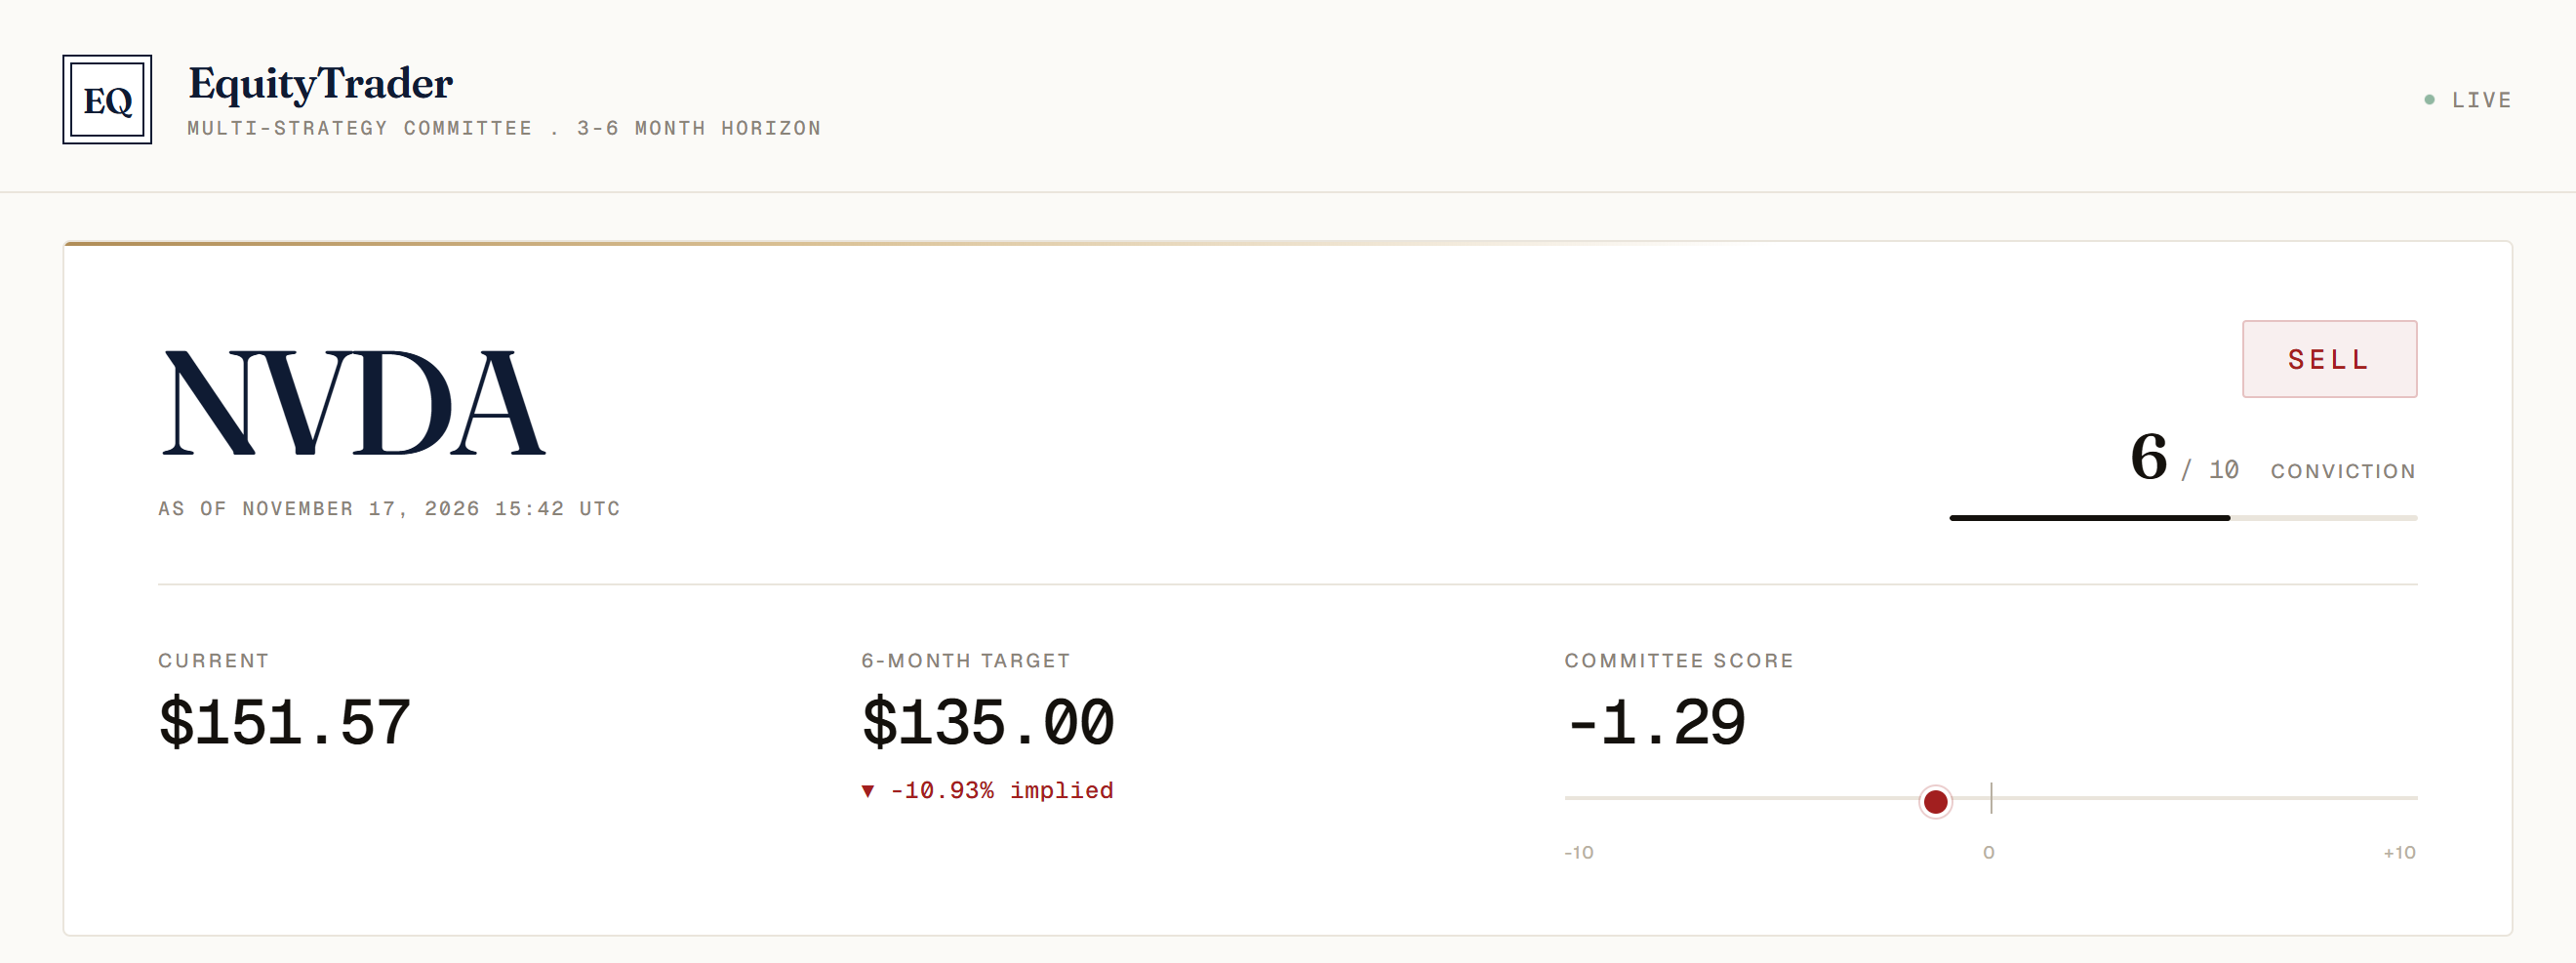 EQ
EquityTrader
MULTI-STRATEGY COMMITTEE . 3-6 MONTH HORIZON
LIVE
NVDA
AS OF NOVEMBER 17, 2026 15:42 UTC
SELL
6 / 10 CONVICTION
CURRENT
$151.57
6-MONTH TARGET
$135.00
▼ -10.93% implied
COMMITTEE SCORE
-1.29
-10 0 +10